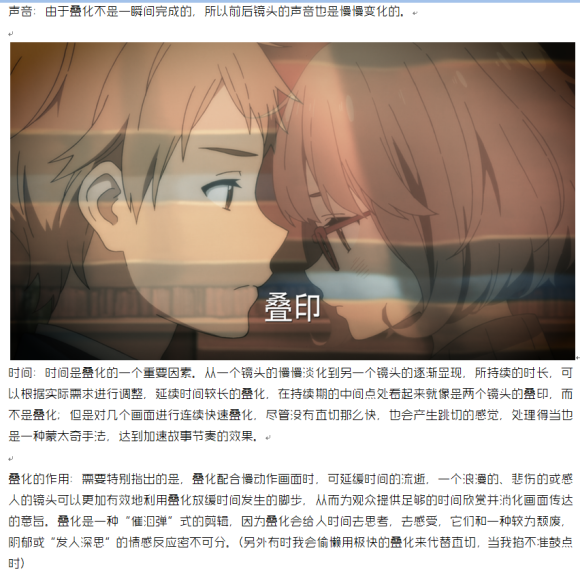 声音：由于叠化不是一瞬间完成的，所以前后镜头的声音也是慢慢变化的。
叠印
时间：时间是叠化的一个重要因素。从一个镜头的慢慢淡化到另一个镜头的逐渐显现，所持续的时长，可
以根据实际需求进行调整，延续时间较长的叠化，在持续期的中间点处看起来就像是两个镜头的叠印，而
不是叠化；但是对几个画面进行连续快速叠化，尽管没有直切那么快，也会产生跳切的感觉，处理得当也
是一种蒙太奇手法，达到加速故事节奏的效果。
叠化的作用：需要特别指出的是，叠化配合慢动作画面时，可延缓时间的流逝，一个浪漫的、悲伤的或感
人的镜头可以更加有效地利用叠化放缓时间发生的脚步，从而为观众提供足够的时间欣赏并消化画面传达
的意旨。叠化是一种“催泪弹”式的剪辑，因为叠化会给人时间去思考，去感受，它们和一种较为颓废，
阴郁或“发人深思”的情感反应密不可分。（另外有时我会偷懒用极快的叠化来代替直切，当我掐不准鼓点
时）